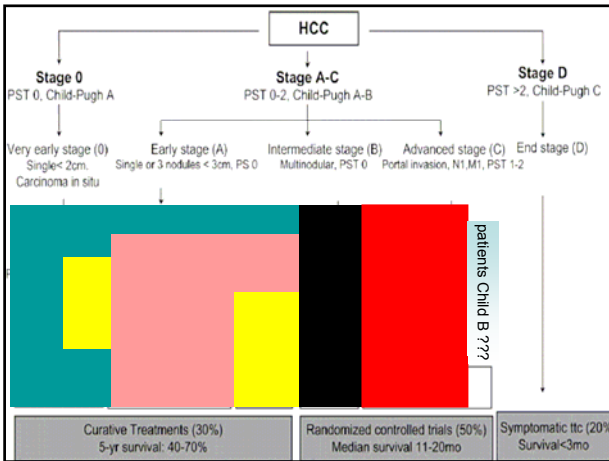 HCC
Stage 0
PST 0, Child-Pugh A
Stage A-C
PST 0-2, Child-Pugh A-B
Stage D
PST >2, Child-Pugh C
Very early stage (0)
Single< 2cm.
Carcinoma in situ
Early stage (A)
Single or 3 nodules < 3cm, PS 0
Intermediate stage (B)
Multinodular, PST 0
Advanced stage (C)
Portal invasion, N1,M1, PST 1-2
End stage (D)
patients Child B ???
Curative Treatments (30%)
5-yr survival: 40-70%
Randomized controlled trials (50%)
Median survival 11-20mo
Symptomatic ttc (20%)
Survival<3mo